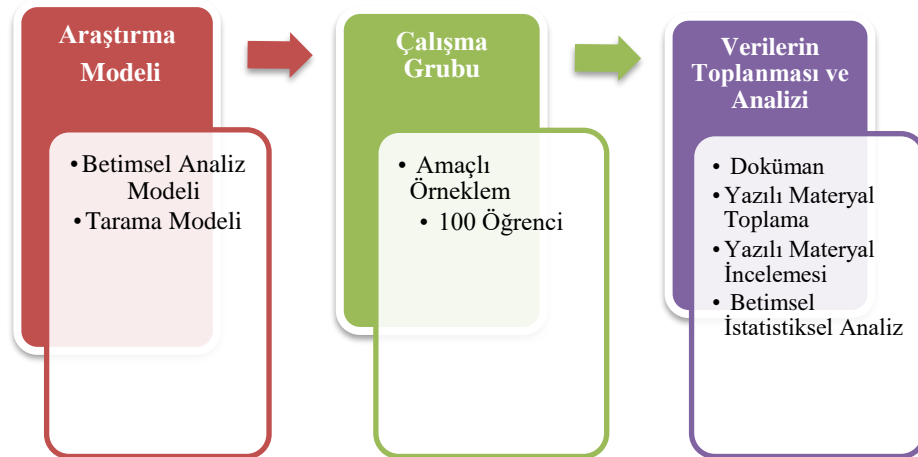 Araştırma
Modeli
• Betimsel Analiz
Modeli
• Tarama Modeli
Çalışma
Grubu
• Amaçlı
Örneklem
• 100 Öğrenci
Verilerin
Toplanması ve
Analizi
• Doküman
• Yazılı Materyal
Toplama
• Yazılı Materyal
İncelemesi
• Betimsel
İstatistiksel Analiz